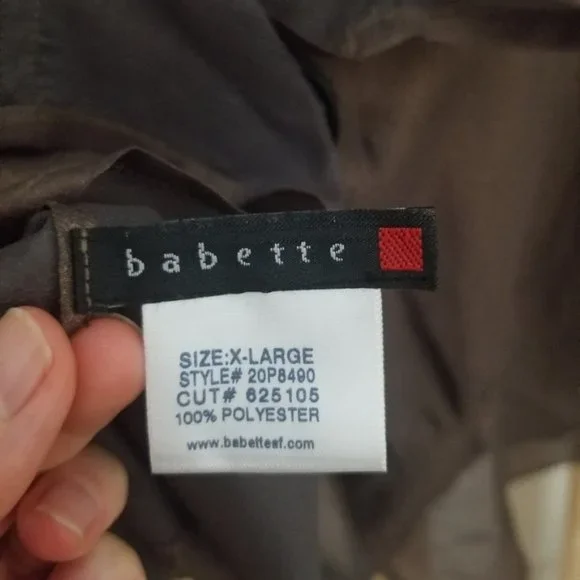 babette
SIZE:X-LARGE
STYLE# 20P8490
CUT# 625105
100% POLYESTER
www.babettesf.com